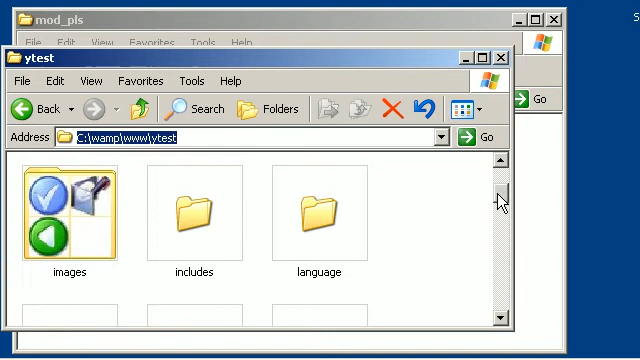 mod_pls
S
File Edit View Favorites Tools Help
ytest
File Edit View Favorites Tools Help
Back Search Folders
Go
Address C:\wamp\www\ytest Go
images includes language